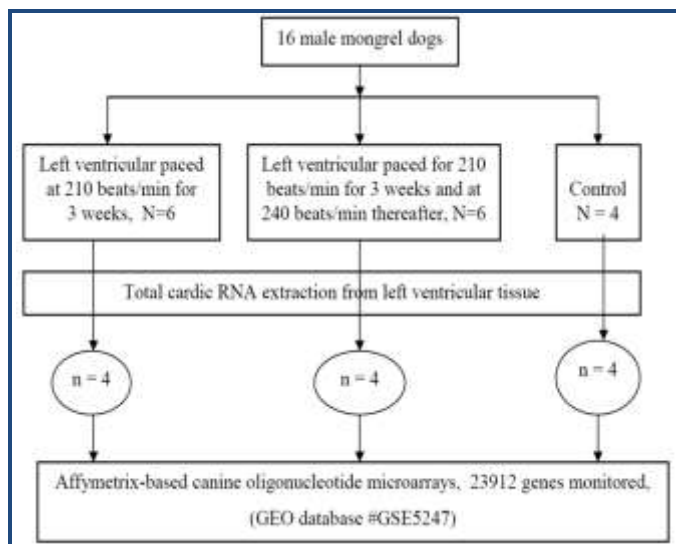 16 male mongrel dogs
Left ventricular paced
at 210 beats/min for
3 weeks, N=6
Left ventricular paced for 210
beats/min for 3 weeks and at
240 beats/min thereafter, N=6
Control
N = 4
Total cardic RNA extraction from left ventricular tissue
n = 4
n = 4
n = 4
Affymetrix-based canine oligonucleotide microarrays, 23912 genes monitored,
(GEO database #GSE5247)